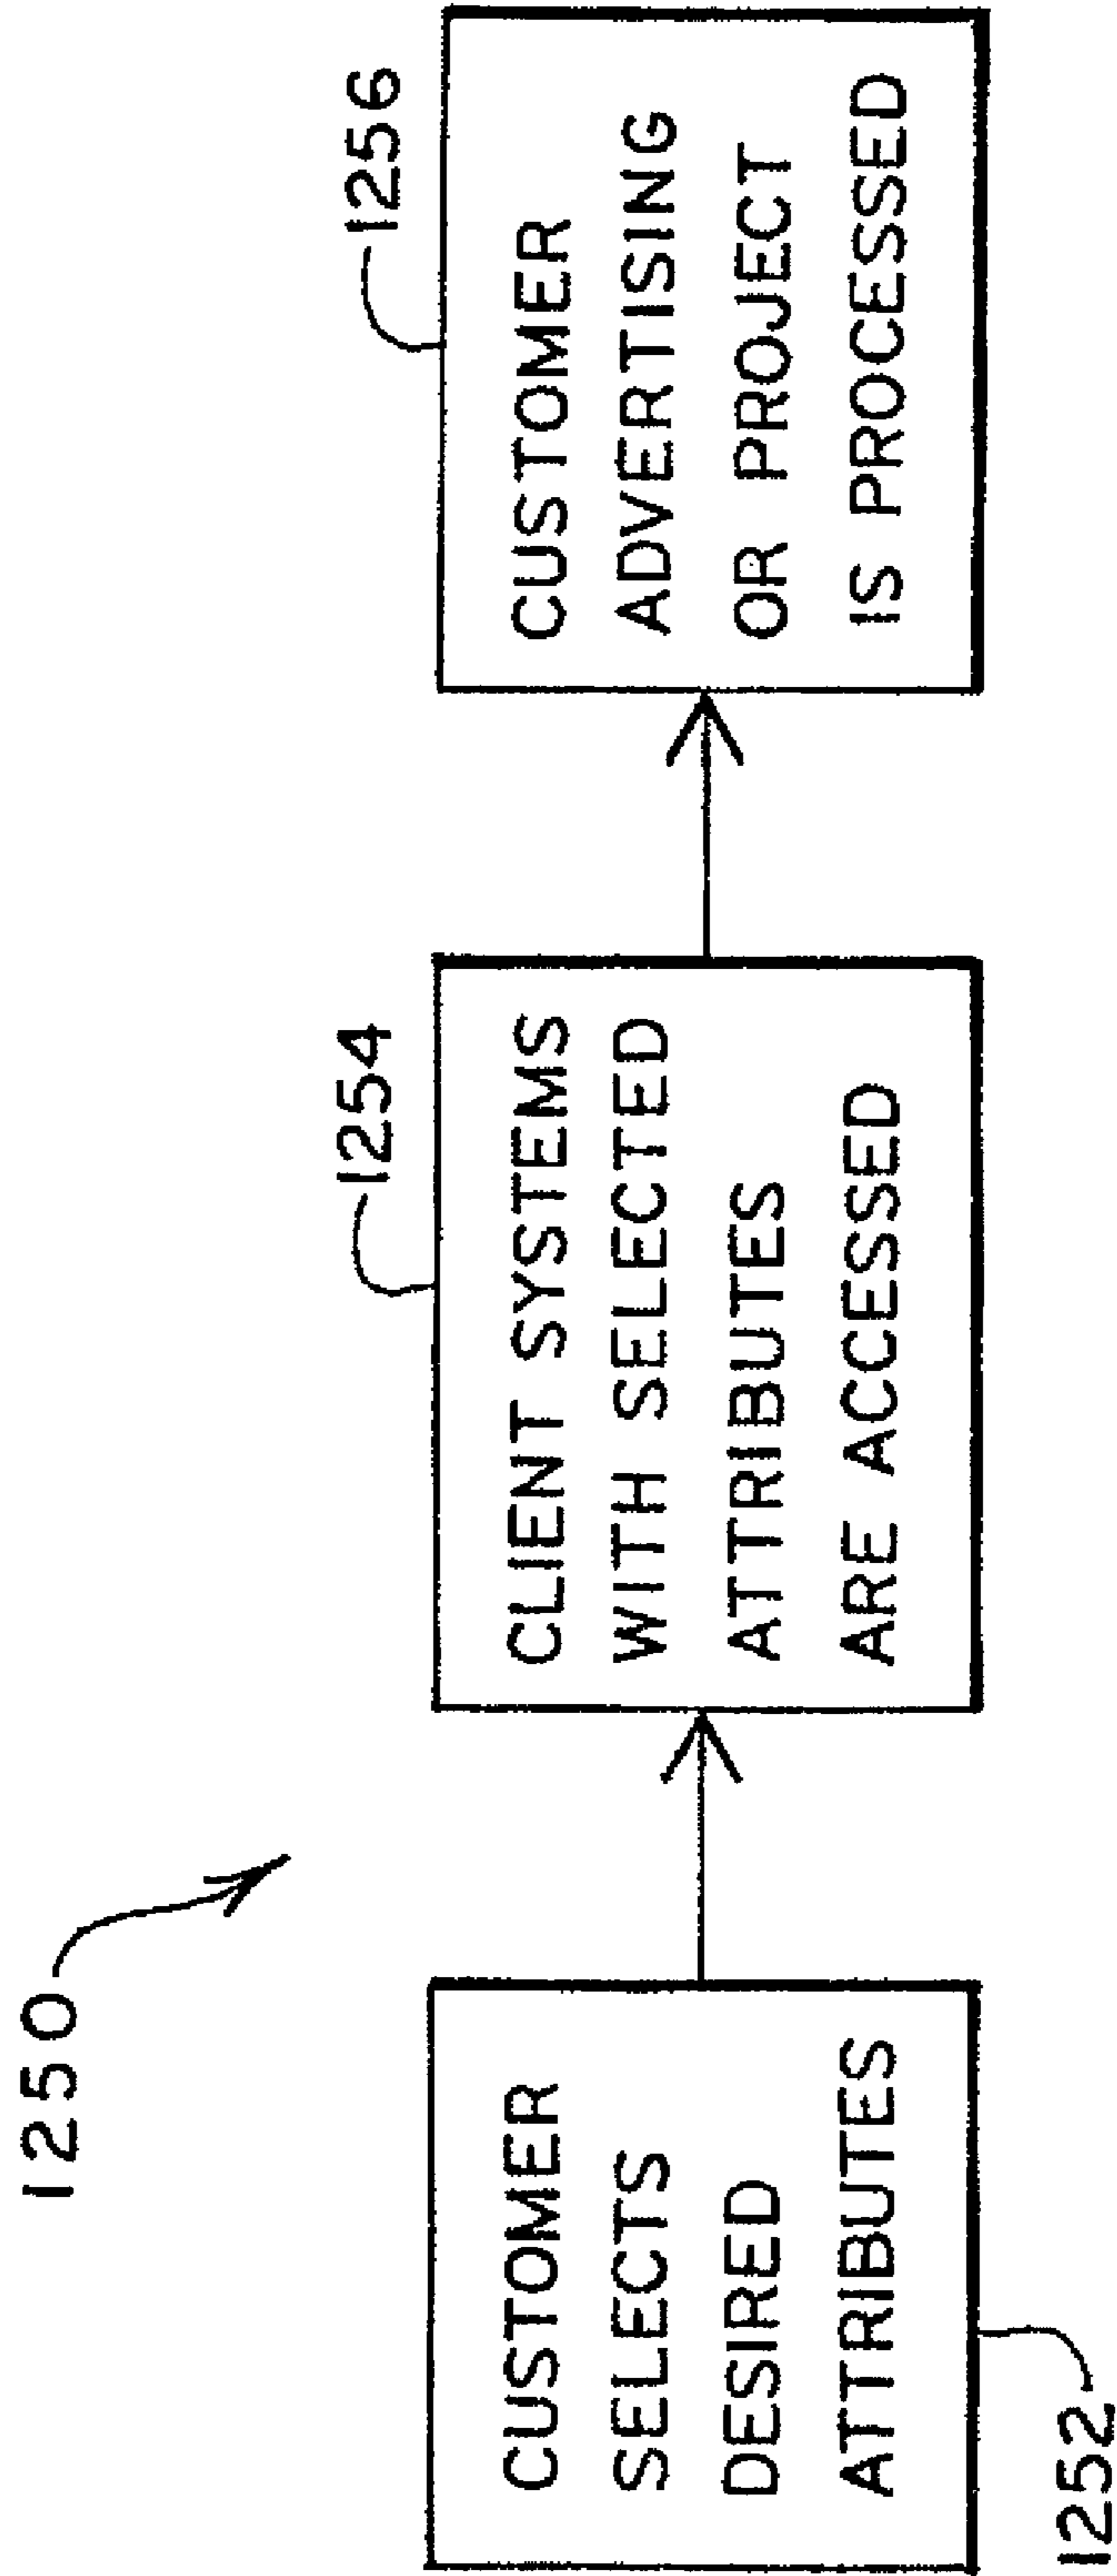 1250
CUSTOMER
SELECTS
DESIRED
ATTRIBUTES
1252
CLIENT SYSTEMS
WITH SELECTED
ATTRIBUTES
ARE ACCESSED
1254
CUSTOMER
ADVERTISING
OR PROJECT
IS PROCESSED
1256